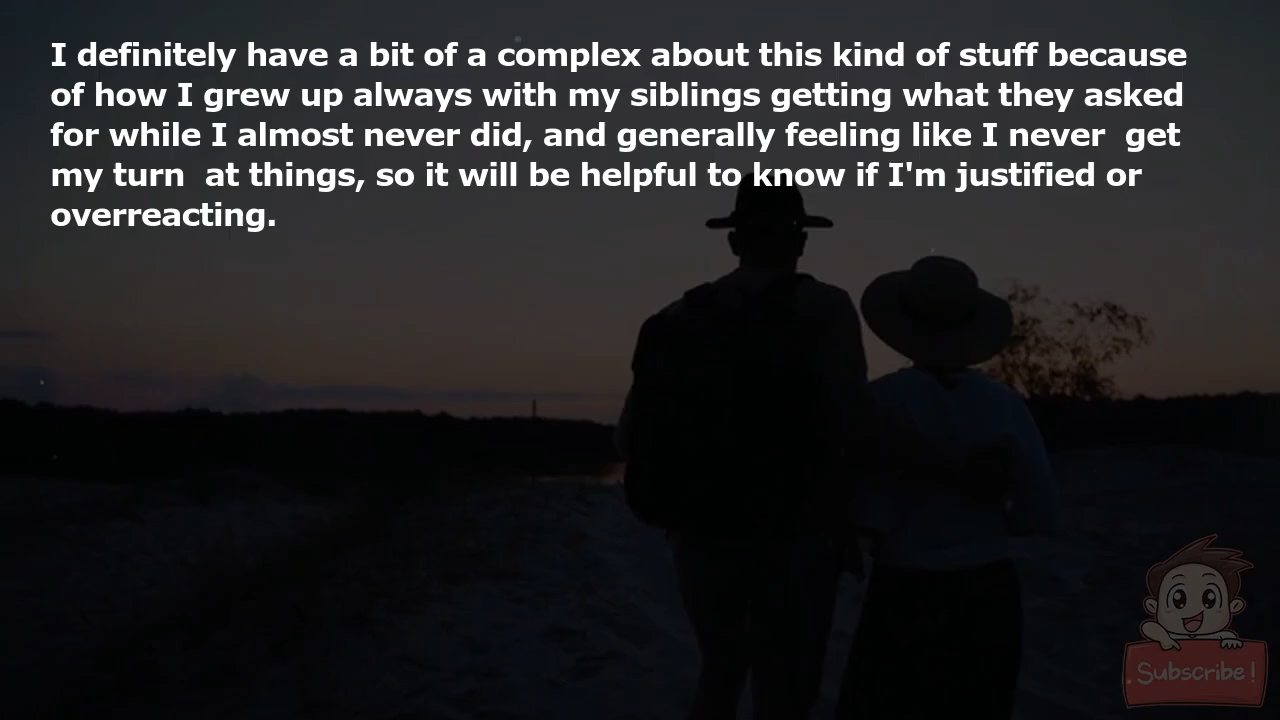 I definitely have a bit of a complex about this kind of stuff because
of how I grew up always with my siblings getting what they asked
for while I almost never did, and generally feeling like I never  get
my turn  at things, so it will be helpful to know if I'm justified or
overreacting.
Subscribe!